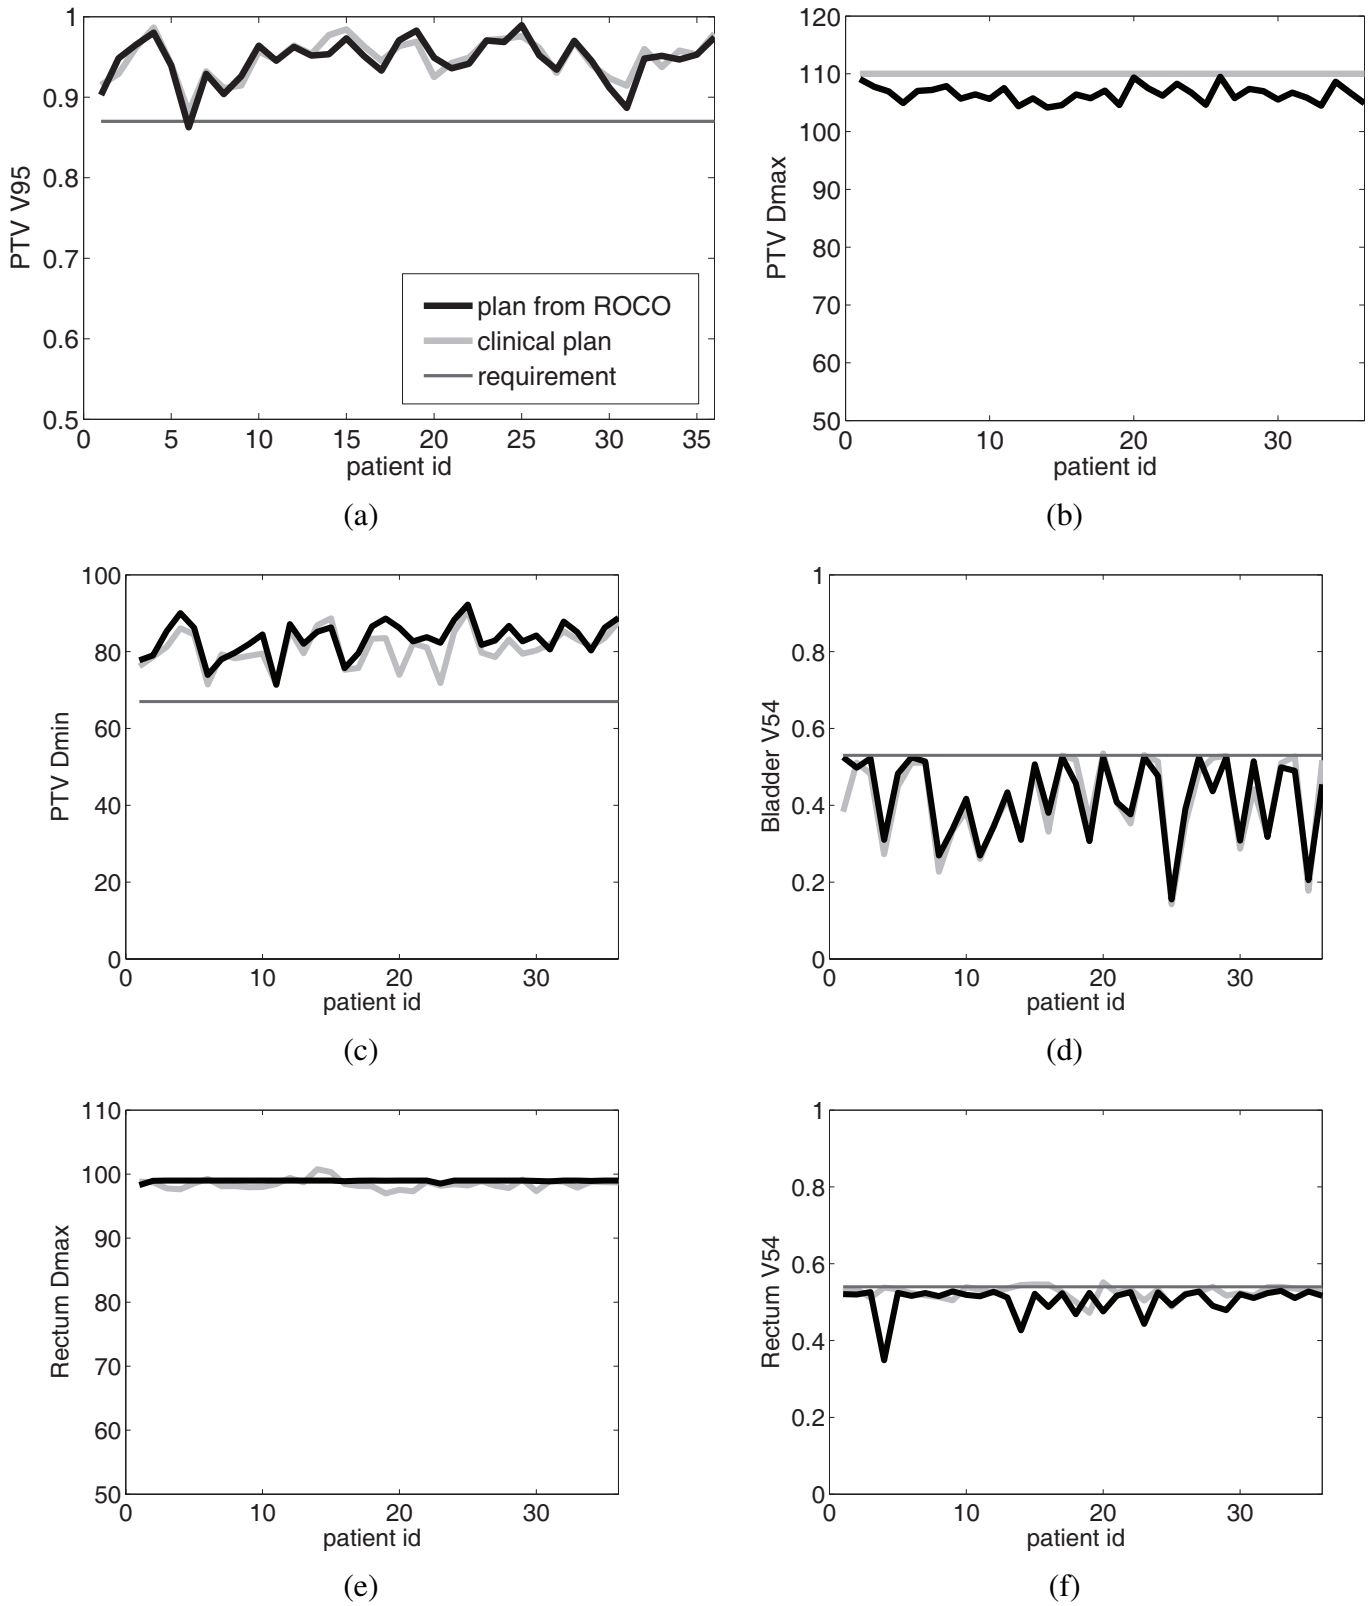 1
0.9
0.8
0.7
0.6
0.5
PTV V95
plan from ROCO
clinical plan
requirement
0 5 10 15 20 25 30 35
patient id
(a)
120
110
100
90
80
70
60
50
PTV Dmax
0 10 20 30
patient id
(b)
100
80
60
40
20
0
PTV Dmin
0 10 20 30
patient id
(c)
1
0.8
0.6
0.4
0.2
0
Bladder V54
0 10 20 30
patient id
(d)
110
100
90
80
70
60
50
Rectum Dmax
0 10 20 30
patient id
(e)
1
0.8
0.6
0.4
0.2
0
Rectum V54
0 10 20 30
patient id
(f)